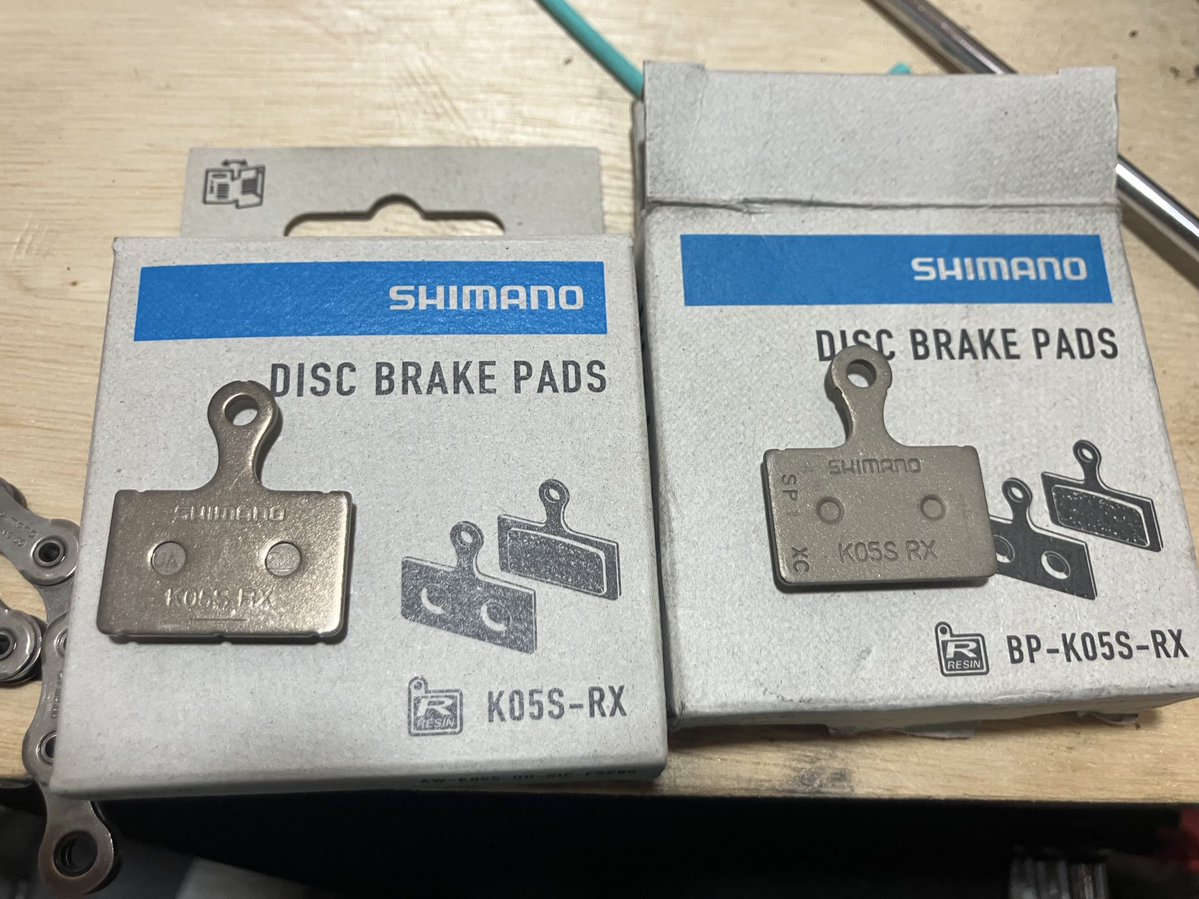 SHIMANO
DISC BRAKE PADS
SHIMANO
K05S RX
R
RESIN
K05S-RX
SHIMANO
DISC BRAKE PADS
SHIMANO
SP1 XC
K05S RX
R
RESIN
BP-K05S-RX